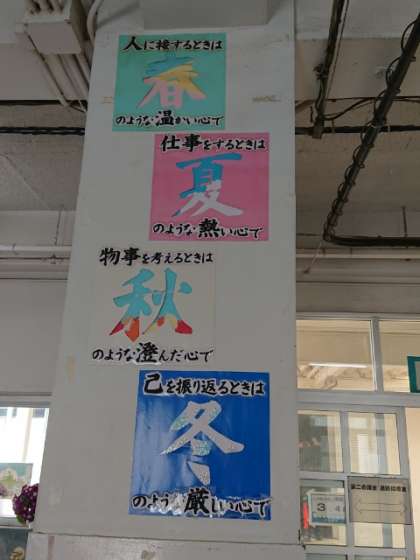 人に接するときは
春
のような温かい心で
仕事をするときは
夏
のような熱い心で
物事を考えるときは
秋
のような澄んだ心で
己を振り返るときは
冬
のような厳しい心で
3 4